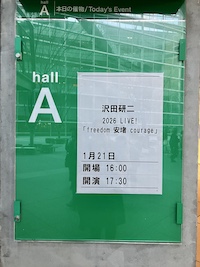 A 本日の催物/Today's Event
hall
A
沢田研二
2026 LIVE!
「freedom 安堵 courage」
1月21日
開場 16:00
開演 17:30